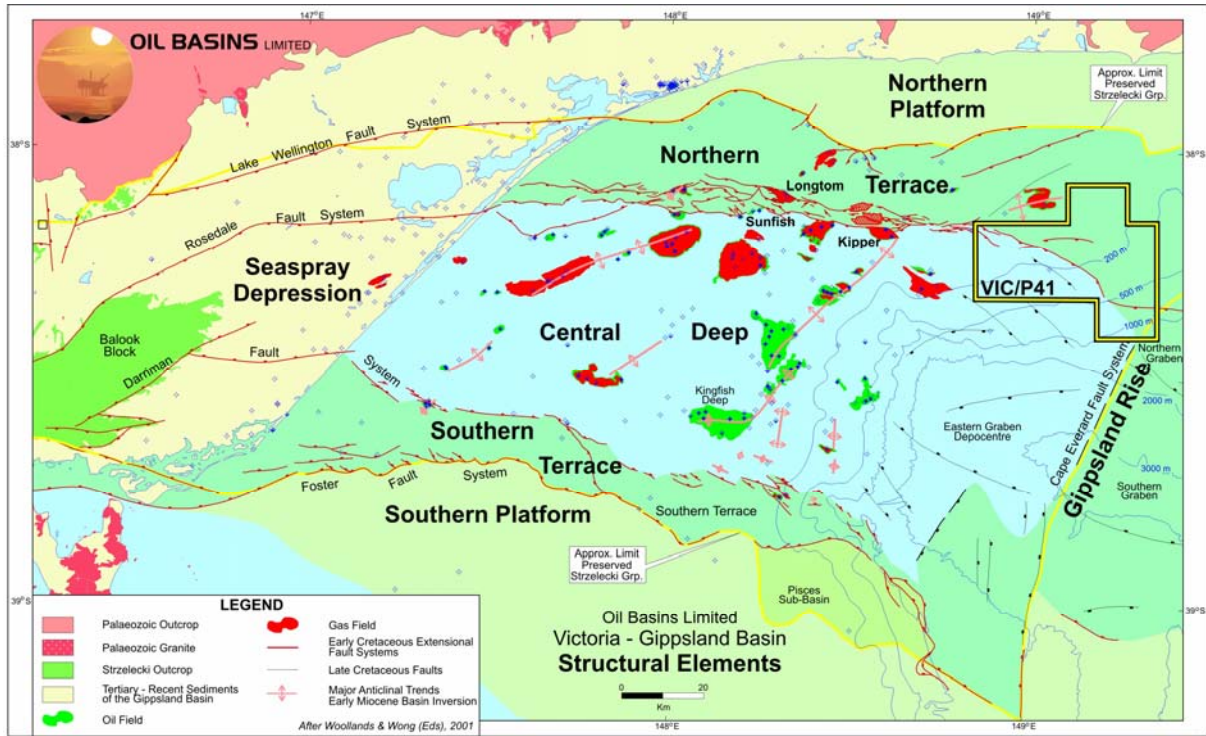 OIL BASINS LIMITED
147°E
148°E
149°E
38°S
38°S
Northern
Platform
Approx. Limit
Preserved
Strzelecki Grp.
Lake Wellington Fault System
Northern
Terrace
Longtom
Rosedale Fault System
Sunfish
Kipper
Seaspray
Depression
VIC/P41
200 m
500 m
1000 m
Central Deep
Balook
Block
Darriman Fault System
Northern
Graben
Kingfish
Deep
2000 m
Cape Everard Fault System
Gippsland Rise
Eastern Graben
Depocentre
Southern
Terrace
3000 m
Southern
Graben
Foster Fault System
Southern Platform
Southern Terrace
Approx. Limit
Preserved
Strzelecki Grp.
Pisces
Sub-Basin
39°S
39°S
LEGEND
Palaeozoic Outcrop
Palaeozoic Granite
Strzelecki Outcrop
Tertiary - Recent Sediments
of the Gippsland Basin
Oil Field
Gas Field
Early Cretaceous Extensional
Fault Systems
Late Cretaceous Faults
Major Anticlinal Trends
Early Miocene Basin Inversion
After Woollands & Wong (Eds), 2001
Oil Basins Limited
Victoria - Gippsland Basin
Structural Elements
0 20
Km
148°E
149°E